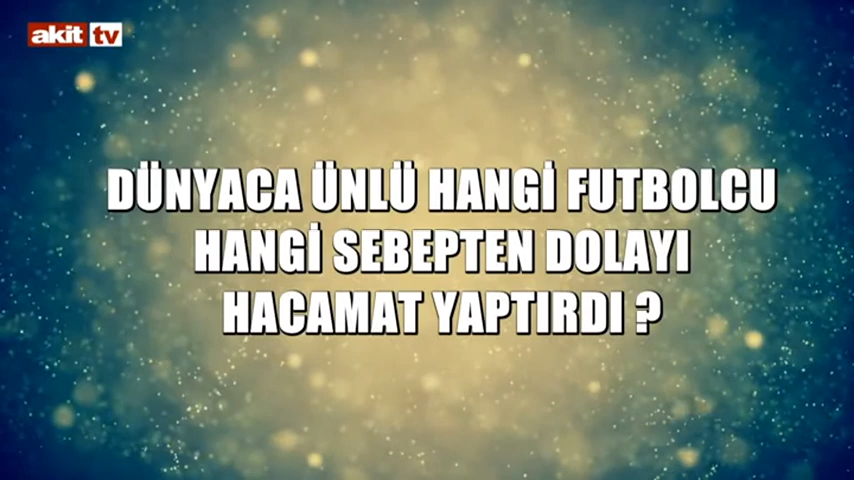 akit tv
DÜNYACA ÜNLÜ HANGİ FUTBOLCU
HANGİ SEBEPTEN DOLAYI
HACAMAT YAPTIRDI ?